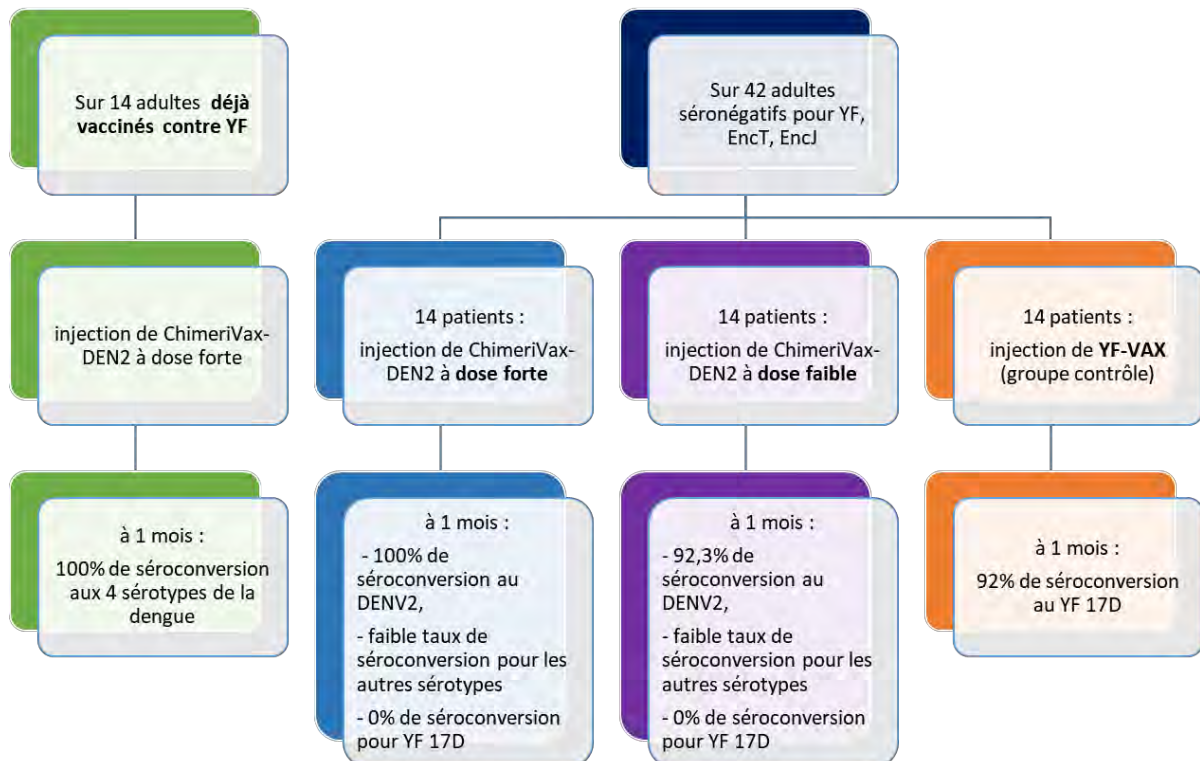 Sur 14 adultes déjà
vaccinés contre YF
Sur 42 adultes
séronégatifs pour YF,
EncT, EncJ
injection de ChimeriVax-
DEN2 à dose forte
14 patients :
injection de ChimeriVax-
DEN2 à dose forte
14 patients :
injection de ChimeriVax-
DEN2 à dose faible
14 patients :
injection de YF-VAX
(groupe contrôle)
à 1 mois :
100% de séroconversion
aux 4 sérotypes de la
dengue
à 1 mois :
- 100% de
séroconversion au
DENV2,
- faible taux de
séroconversion pour les
autres sérotypes
- 0% de séroconversion
pour YF 17D
à 1 mois :
- 92,3% de
séroconversion au
DENV2,
- faible taux de
séroconversion pour les
autres sérotypes
- 0% de séroconversion
pour YF 17D
à 1 mois :
92% de séroconversion
au YF 17D